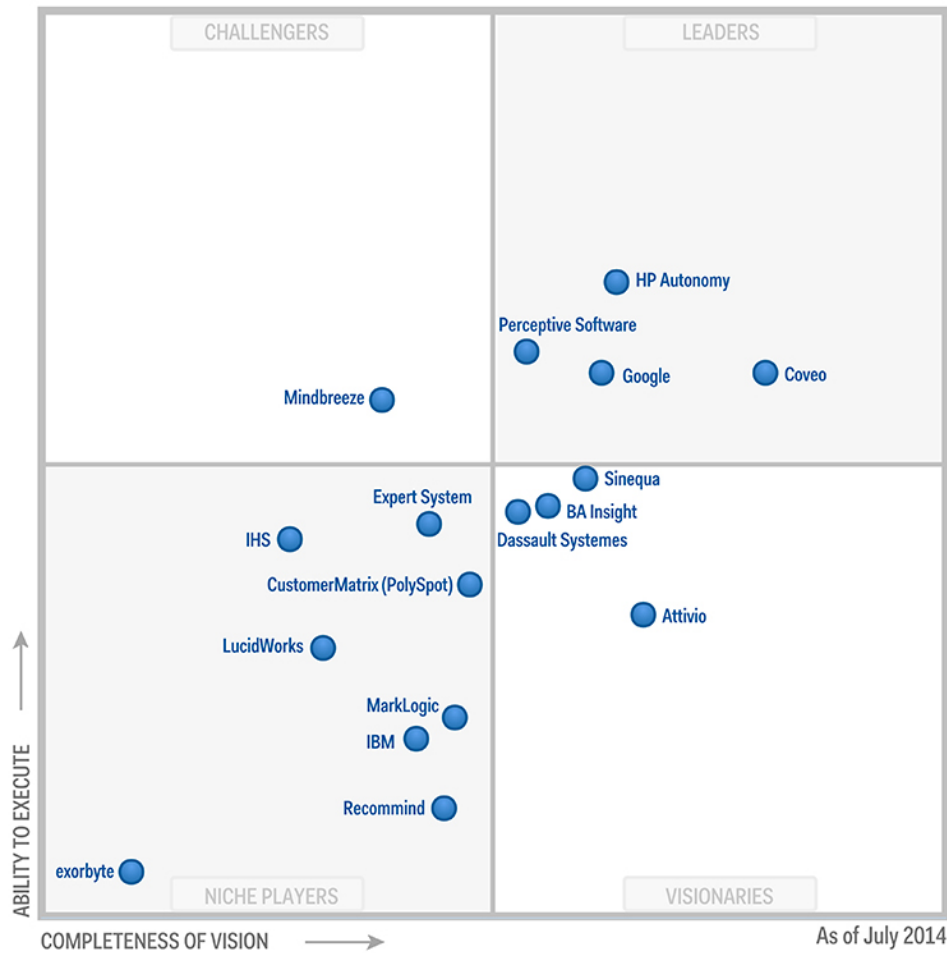 CHALLENGERS
LEADERS
HP Autonomy
Perceptive Software
Google
Coveo
Mindbreeze
Sinequa
Expert System
BA Insight
IHS
Dassault Systemes
CustomerMatrix (PolySpot)
Attivio
LucidWorks
MarkLogic
IBM
Recommind
exorbyte
NICHE PLAYERS
VISIONARIES
ABILITY TO EXECUTE
COMPLETENESS OF VISION
As of July 2014